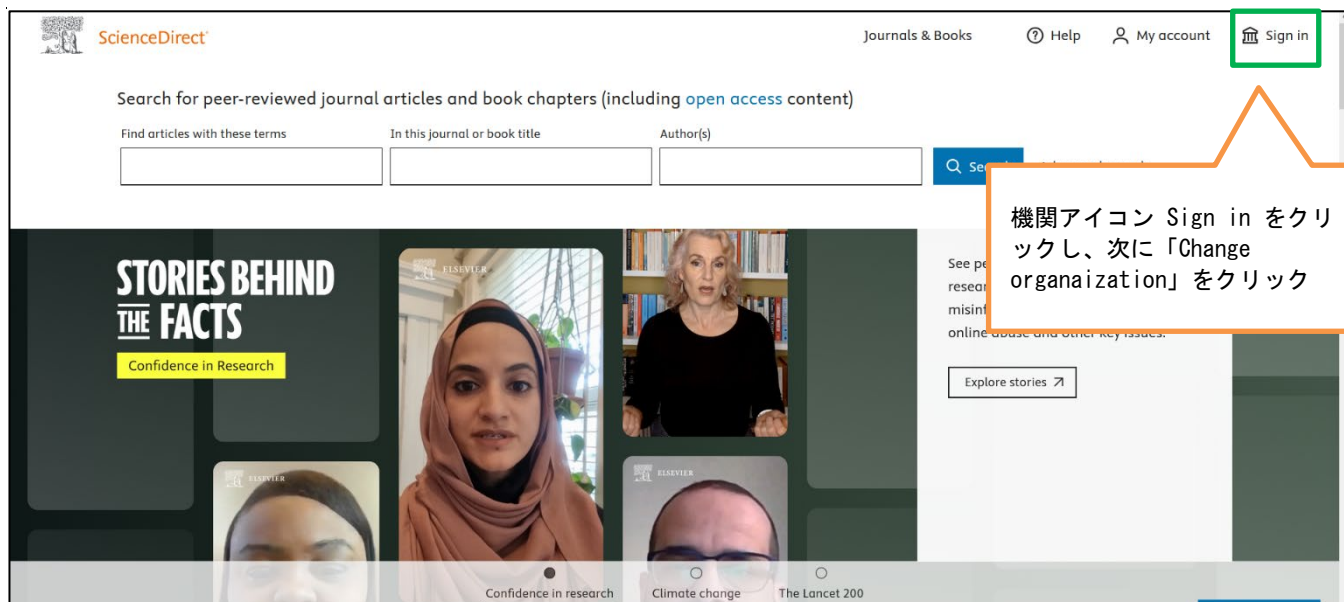 ScienceDirect
Journals & Books
Help
My account
Sign in
Search for peer-reviewed journal articles and book chapters (including open access content)
Find articles with these terms
In this journal or book title
Author(s)
機関アイコン Sign in をクリ
ックし、次に「Change
organaization」をクリック
STORIES BEHIND
THE FACTS
Confidence in Research
ELSEVIER
See
online
and other key issues.
Explore stories
ELSEVIER
ELSEVIER
Confidence in research
Climate change
The Lancet 200